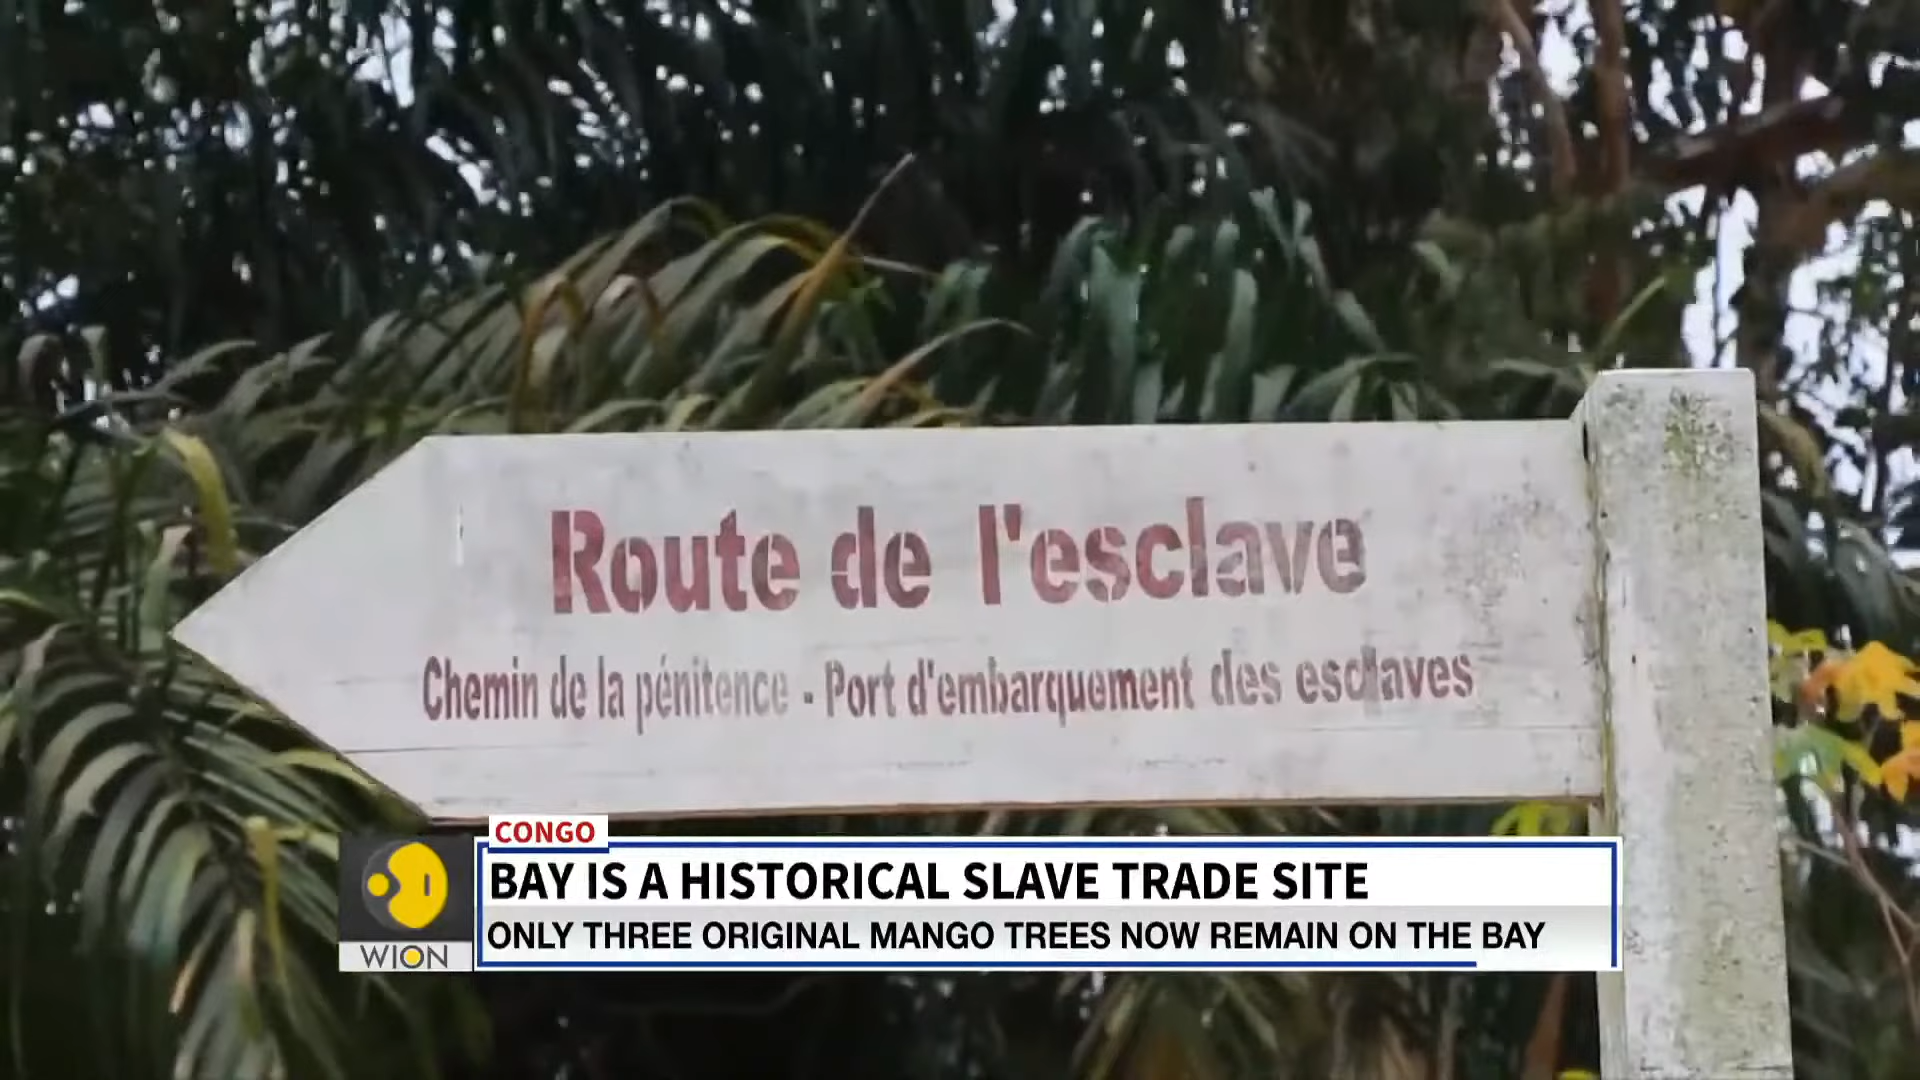 Route de l'esclave
Chemin de la pénitence - Port d'embarquement des esclaves
CONGO
BAY IS A HISTORICAL SLAVE TRADE SITE
ONLY THREE ORIGINAL MANGO TREES NOW REMAIN ON THE BAY
WION